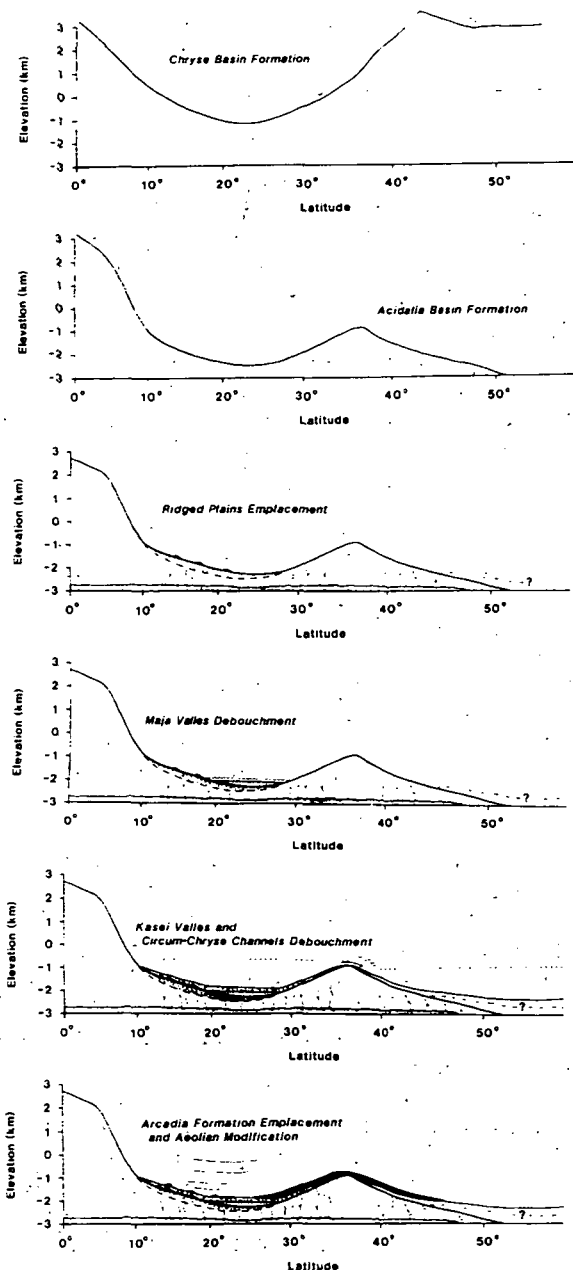 3
2
1
0
-1
-2
-3
Elevation (km)
Chryse Basin Formation
0° 10° 20° 30° 40° 50°
Latitude
3
2
1
0
-1
-2
-3
Elevation (km)
Acidalia Basin Formation
0° 10° 20° 30° 40° 50°
Latitude
3
2
1
0
-1
-2
-3
Elevation (km)
Ridged Plains Emplacement
?
0° 10° 20° 30° 40° 50°
Latitude
3
2
1
0
-1
-2
-3
Elevation (km)
Maja Valles Debouchment
?
0° 10° 20° 30° 40° 50°
Latitude
3
2
1
0
-1
-2
-3
Elevation (km)
Kasei Valles and
Circum-Chryse Channels Debouchment
?
0° 10° 20° 30° 40° 50°
Latitude
3
2
1
0
-1
-2
-3
Elevation (km)
Arcadia Formation Emplacement
and Aeolian Modification
?
0° 10° 20° 30° 40° 50°
Latitude